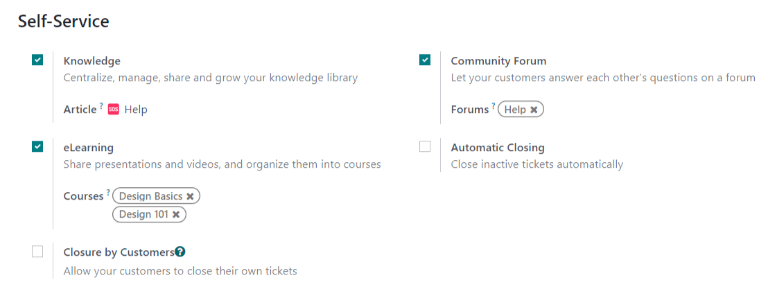 Self-Service
Knowledge
Centralize, manage, share and grow your knowledge library
Article ? SOS Help
Community Forum
Let your customers answer each other's questions on a forum
Forums ? Help ✖
eLearning
Share presentations and videos, and organize them into courses
Courses ? Design Basics ✖
Design 101 ✖
Automatic Closing
Close inactive tickets automatically
Closure by Customers ?
Allow your customers to close their own tickets